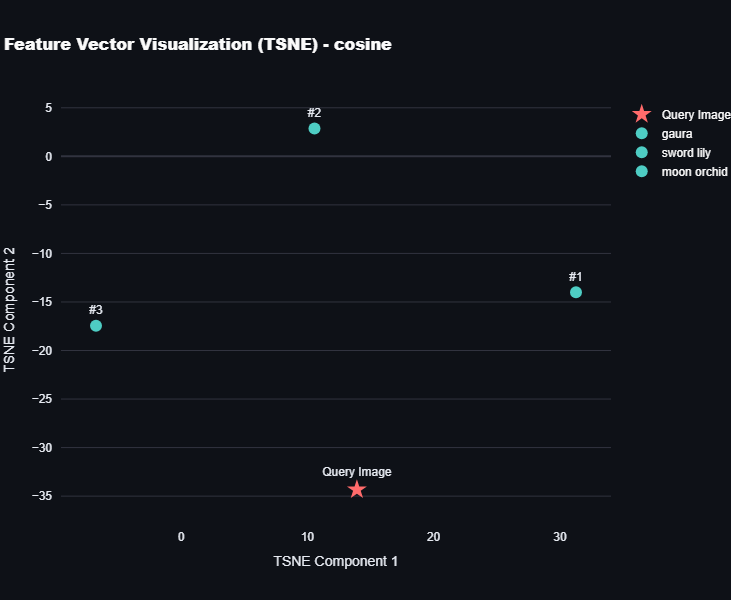 Feature Vector Visualization (TSNE) - cosine
Query Image
gaura
sword lily
moon orchid
TSNE Component 2
5
0
−5
−10
−15
−20
−25
−30
−35
#2
#1
#3
Query Image
0
10
20
30
TSNE Component 1